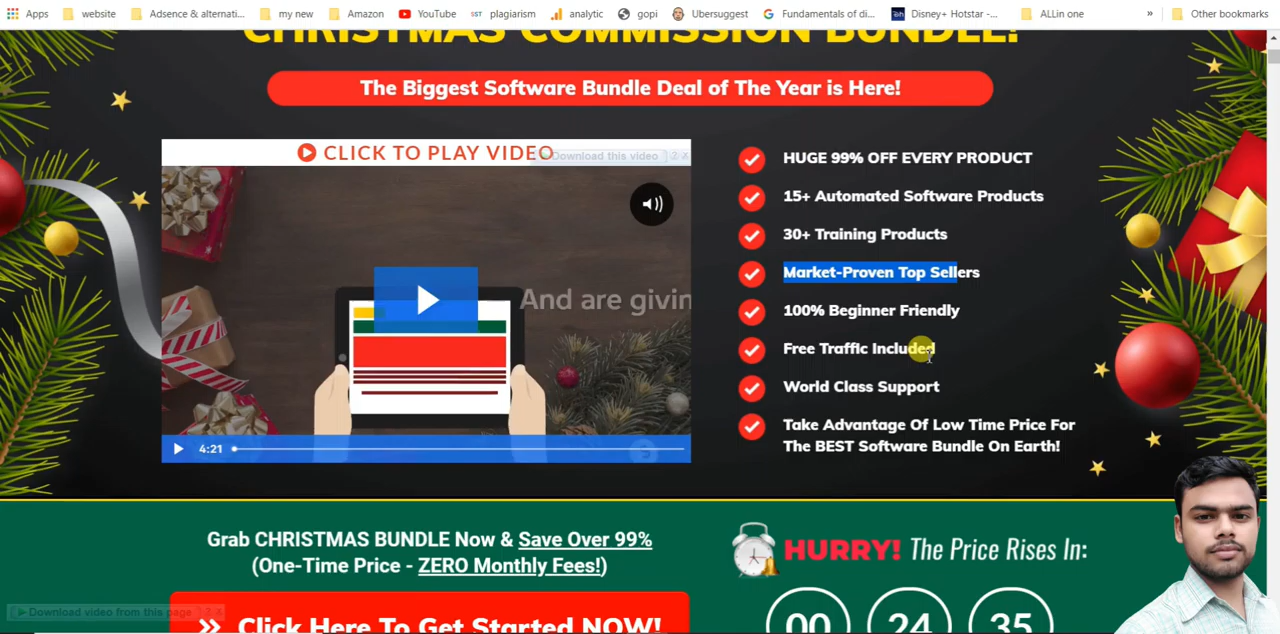 Apps website Adsence & alternati... my new Amazon YouTube plagiarism analytic gopi Ubersuggest Fundamentals of di... Disney+ Hotstar -... ALLin one » Other bookmarks
CHRISTMAS COMMISSION BUNDLE!
The Biggest Software Bundle Deal of The Year is Here!
CLICK TO PLAY VIDEO
Download this video ? X
HUGE 99% OFF EVERY PRODUCT
15+ Automated Software Products
30+ Training Products
Market-Proven Top Sellers
And are givin
100% Beginner Friendly
Free Traffic Included
World Class Support
Take Advantage Of Low Time Price For
The BEST Software Bundle On Earth!
4:21
Grab CHRISTMAS BUNDLE Now & Save Over 99%
(One-Time Price - ZERO Monthly Fees!)
HURRY! The Price Rises In:
Download video from this page ? X
Click Here To Get Started NOW!
00 24 35